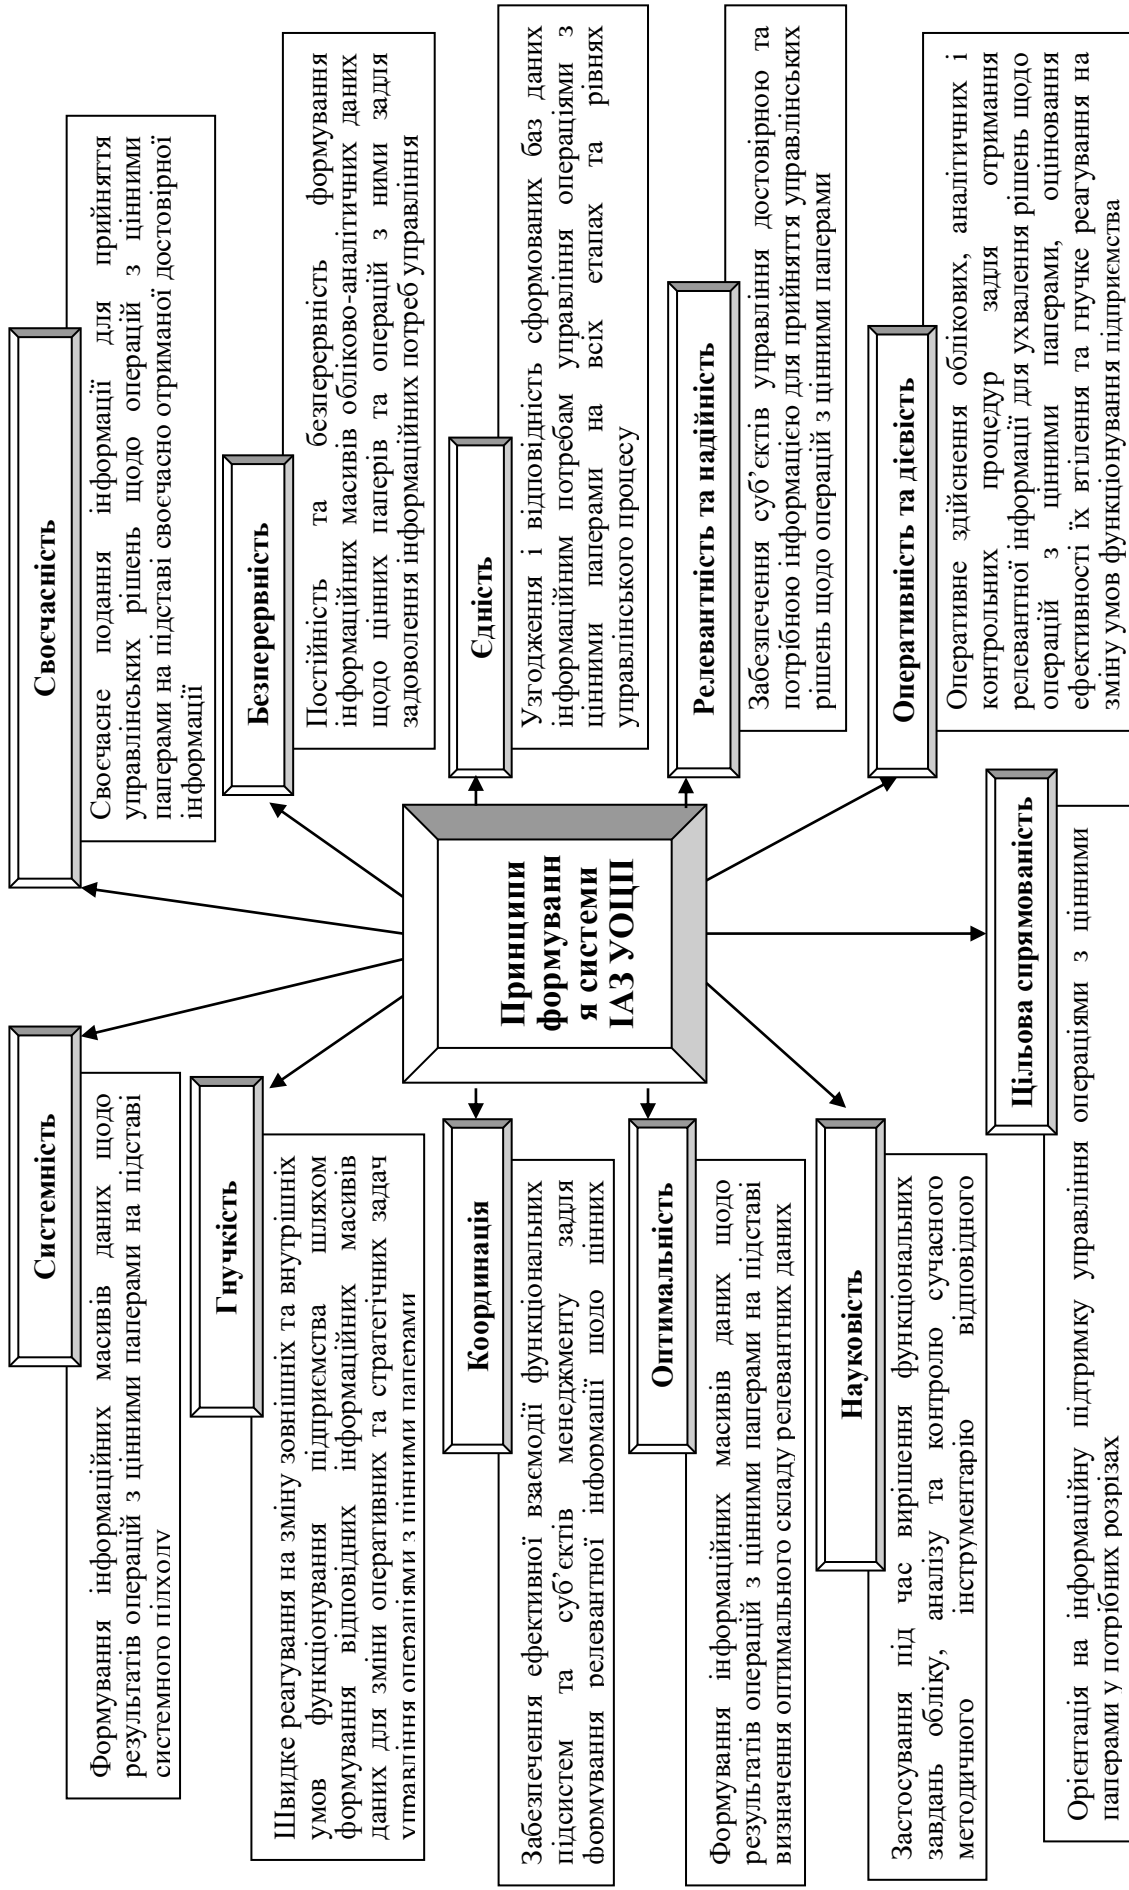 Системність
Формування інформаційних масивів даних щодо
результатів операцій з цінними паперами на підставі
системного підходу
Гнучкість
Швидке реагування на зміну зовнішніх та внутрішніх
умов функціонування підприємства шляхом
формування відповідних інформаційних масивів
даних для зміни оперативних та стратегічних задач
управління операціями з цінними паперами
Координація
Забезпечення ефективної взаємодії функціональних
підсистем та суб’єктів менеджменту задля
формування релевантної інформації щодо цінних
Оптимальність
Формування інформаційних масивів даних щодо
результатів операцій з цінними паперами на підставі
визначення оптимального складу релевантних даних
Науковість
Застосування під час вирішення функціональних
завдань обліку, аналізу та контролю сучасного
методичного інструментарію відповідного
Принципи
формуванн
я системи
ІАЗ УОЦП
Своєчасність
Своєчасне подання інформації для прийняття
управлінських рішень щодо операцій з цінними
паперами на підставі своєчасно отриманої достовірної
інформації
Безперервність
Постійність та безперервність формування
інформаційних масивів обліково-аналітичних даних
щодо цінних паперів та операцій з ними задля
задоволення інформаційних потреб управління
Єдність
Узгодження і відповідність сформованих баз даних
інформаційним потребам управління операціями з
цінними паперами на всіх етапах та рівнях
управлінського процесу
Релевантність та надійність
Забезпечення суб’єктів управління достовірною та
потрібною інформацією для прийняття управлінських
рішень щодо операцій з цінними паперами
Оперативність та дієвість
Оперативне здійснення облікових, аналітичних і
контрольних процедур задля отримання
релевантної інформації для ухвалення рішень щодо
операцій з цінними паперами, оцінювання
ефективності їх втілення та гнучке реагування на
зміну умов функціонування підприємства
Цільова спрямованість
Орієнтація на інформаційну підтримку управління операціями з цінними
паперами у потрібних розрізах